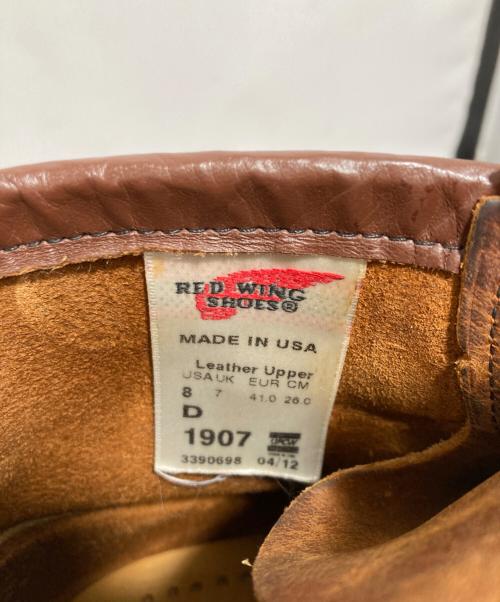 RED WING
SHOES®
MADE IN USA
Leather Upper
USA UK EUR CM
8 7 41.0 26.0
D
1907 UFCW
3390698 04/12